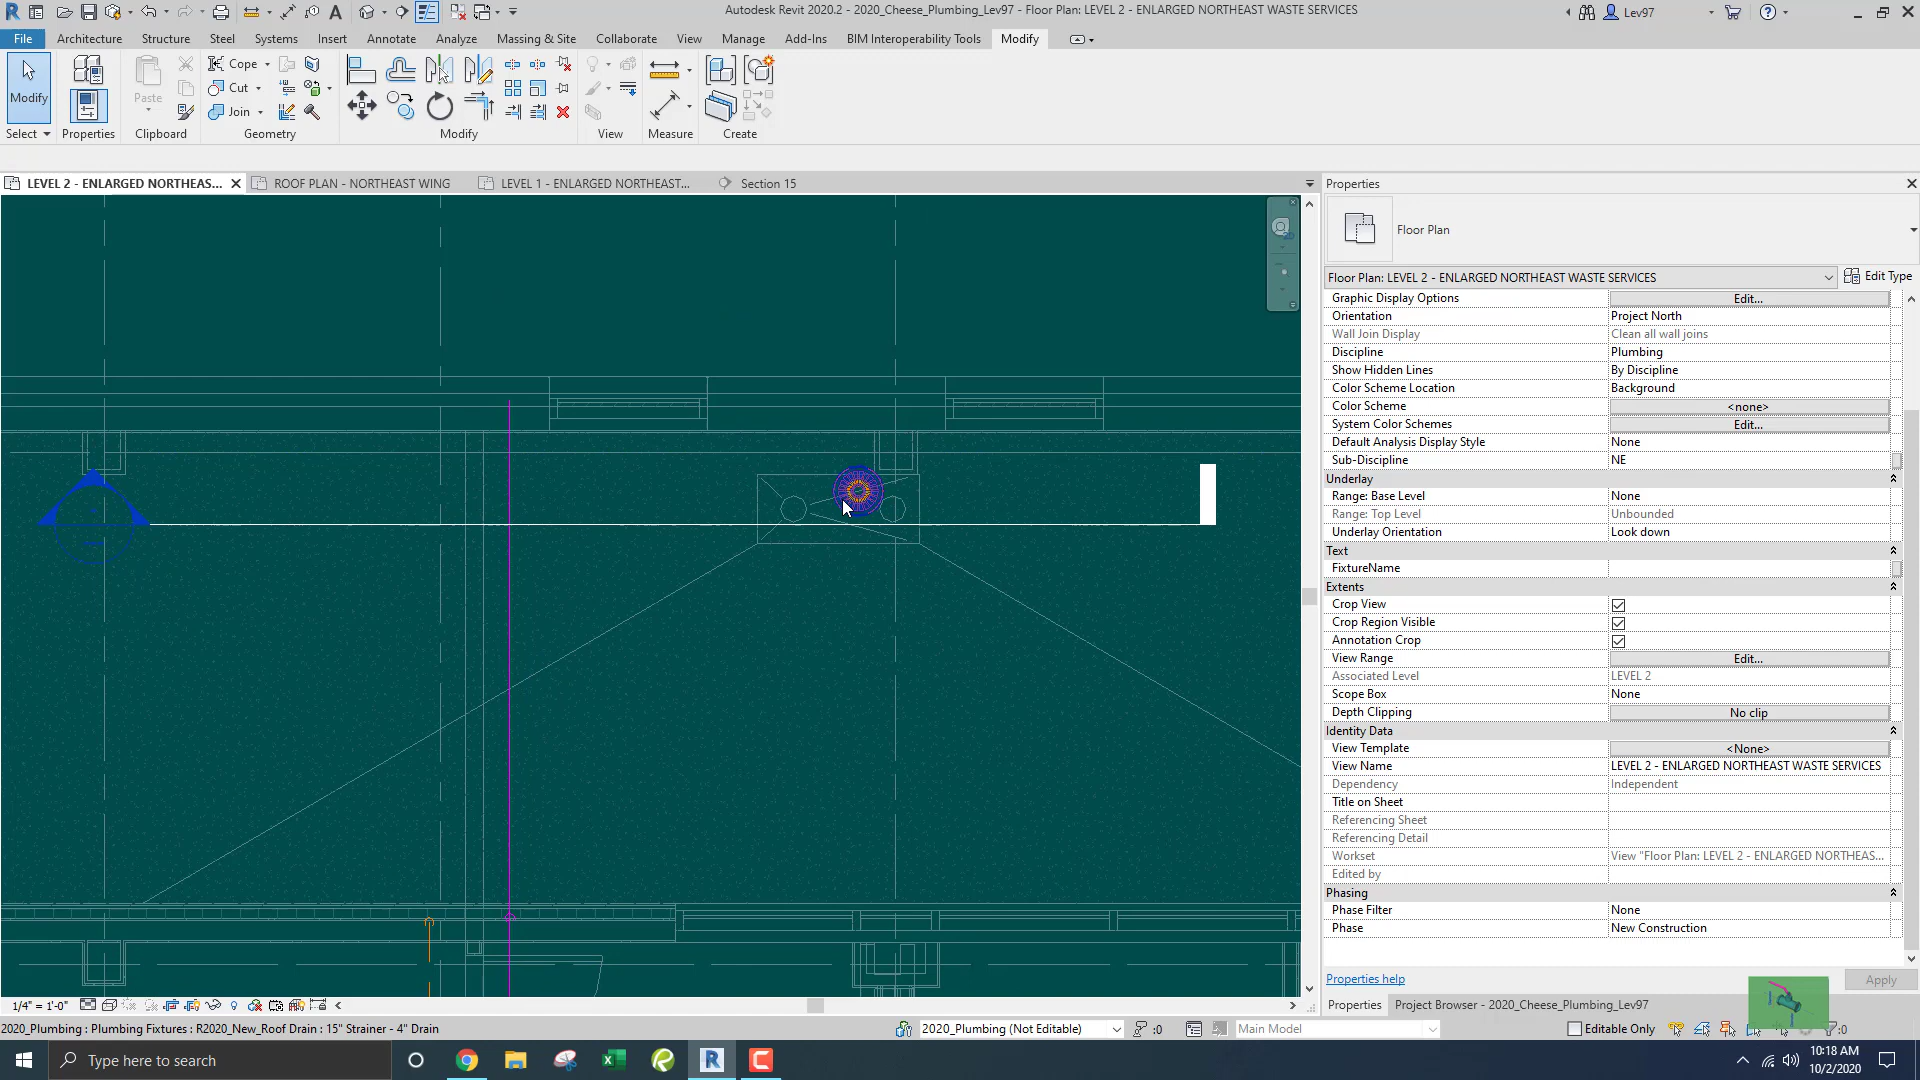 Autodesk Revit 2020.2 - 2020_Cheese_Plumbing_Lev97 - Floor Plan: LEVEL 2 - ENLARGED NORTHEAST WASTE SERVICES
Lev97
File Architecture Structure Steel Systems Insert Annotate Analyze Massing & Site Collaborate View Manage Add-Ins BIM Interoperability Tools Modify
Modify
Paste
Cope
Cut
Join
Select Properties Clipboard Geometry Modify View Measure Create
LEVEL 2 - ENLARGED NORTHEAS... ROOF PLAN - NORTHEAST WING LEVEL 1 - ENLARGED NORTHEAST... Section 15
Properties
Floor Plan
Floor Plan: LEVEL 2 - ENLARGED NORTHEAST WASTE SERVICES Edit Type
Graphic Display Options Edit...
Orientation Project North
Wall Join Display Clean all wall joins
Discipline Plumbing
Show Hidden Lines By Discipline
Color Scheme Location Background
Color Scheme <none>
System Color Schemes Edit...
Default Analysis Display Style None
Sub-Discipline NE
Underlay
Range: Base Level None
Range: Top Level Unbounded
Underlay Orientation Look down
Text
FixtureName
Extents
Crop View
Crop Region Visible
Annotation Crop
View Range Edit...
Associated Level LEVEL 2
Scope Box None
Depth Clipping No clip
Identity Data
View Template <None>
View Name LEVEL 2 - ENLARGED NORTHEAST WASTE SERVICES
Dependency Independent
Title on Sheet
Referencing Sheet
Referencing Detail
Workset View "Floor Plan: LEVEL 2 - ENLARGED NORTHEAS...
Edited by
Phasing
Phase Filter None
Phase New Construction
Properties help Apply
Properties Project Browser - 2020_Cheese_Plumbing_Lev97
1/4" = 1'-0"
2020_Plumbing : Plumbing Fixtures : R2020_New_Roof Drain : 15" Strainer - 4" Drain
2020_Plumbing (Not Editable) :0 Main Model Editable Only :0
Type here to search
10:18 AM
10/2/2020